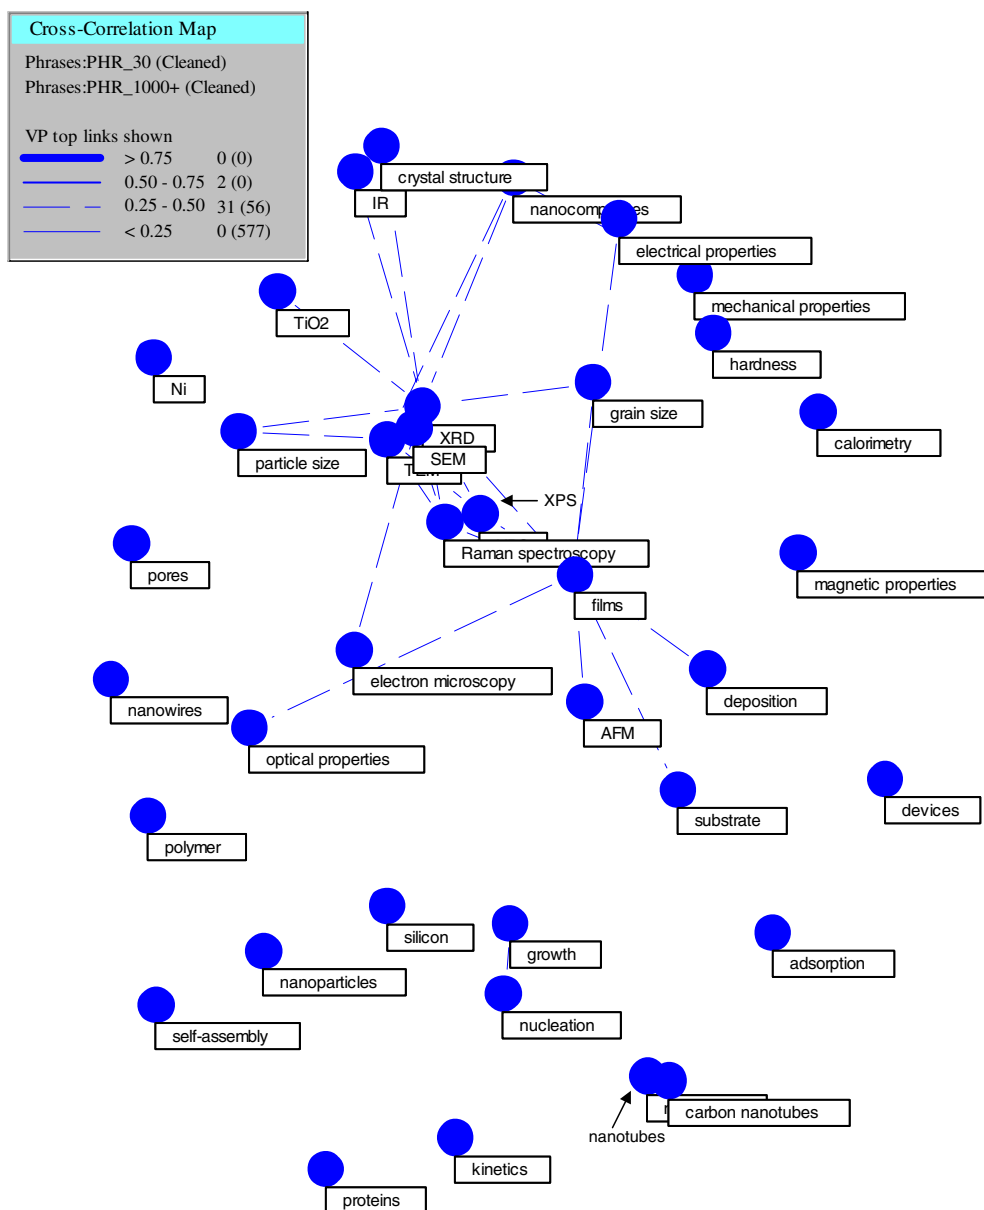 Cross-Correlation Map
Phrases:PHR_30 (Cleaned)
Phrases:PHR_1000+ (Cleaned)
VP top links shown
> 0.75 0 (0)
0.50 - 0.75 2 (0)
0.25 - 0.50 31 (56)
< 0.25 0 (577)
crystal structure
IR
nanocomposites
electrical properties
mechanical properties
TiO2
hardness
Ni
grain size
XRD
calorimetry
SEM
particle size
TEM
XPS
Raman spectroscopy
pores
magnetic properties
films
electron microscopy
deposition
nanowires
AFM
optical properties
substrate
devices
polymer
silicon
growth
adsorption
nanoparticles
self-assembly
nucleation
carbon nanotubes
nanotubes
kinetics
proteins